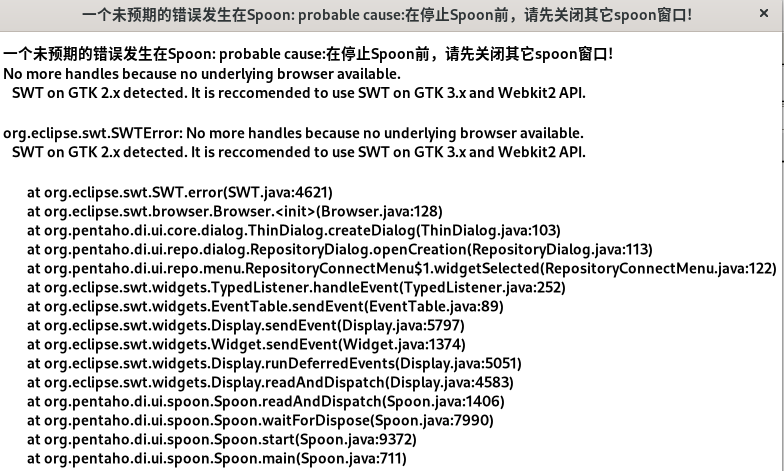 一个未预期的错误发生在Spoon: probable cause:在停止Spoon前，请先关闭其它spoon窗口!
×
一个未预期的错误发生在Spoon: probable cause:在停止Spoon前，请先关闭其它spoon窗口!
No more handles because no underlying browser available.
SWT on GTK 2.x detected. It is reccomended to use SWT on GTK 3.x and Webkit2 API.
org.eclipse.swt.SWTError: No more handles because no underlying browser available.
SWT on GTK 2.x detected. It is reccomended to use SWT on GTK 3.x and Webkit2 API.
at org.eclipse.swt.SWT.error(SWT.java:4621)
at org.eclipse.swt.browser.Browser.<init>(Browser.java:128)
at org.pentaho.di.ui.core.dialog.ThinDialog.createDialog(ThinDialog.java:103)
at org.pentaho.di.ui.repo.dialog.RepositoryDialog.openCreation(RepositoryDialog.java:113)
at org.pentaho.di.ui.repo.menu.RepositoryConnectMenu$1.widgetSelected(RepositoryConnectMenu.java:122)
at org.eclipse.swt.widgets.TypedListener.handleEvent(TypedListener.java:252)
at org.eclipse.swt.widgets.EventTable.sendEvent(EventTable.java:89)
at org.eclipse.swt.widgets.Display.sendEvent(Display.java:5797)
at org.eclipse.swt.widgets.Widget.sendEvent(Widget.java:1374)
at org.eclipse.swt.widgets.Display.runDeferredEvents(Display.java:5051)
at org.eclipse.swt.widgets.Display.readAndDispatch(Display.java:4583)
at org.pentaho.di.ui.spoon.Spoon.readAndDispatch(Spoon.java:1406)
at org.pentaho.di.ui.spoon.Spoon.waitForDispose(Spoon.java:7990)
at org.pentaho.di.ui.spoon.Spoon.start(Spoon.java:9372)
at org.pentaho.di.ui.spoon.Spoon.main(Spoon.java:711)